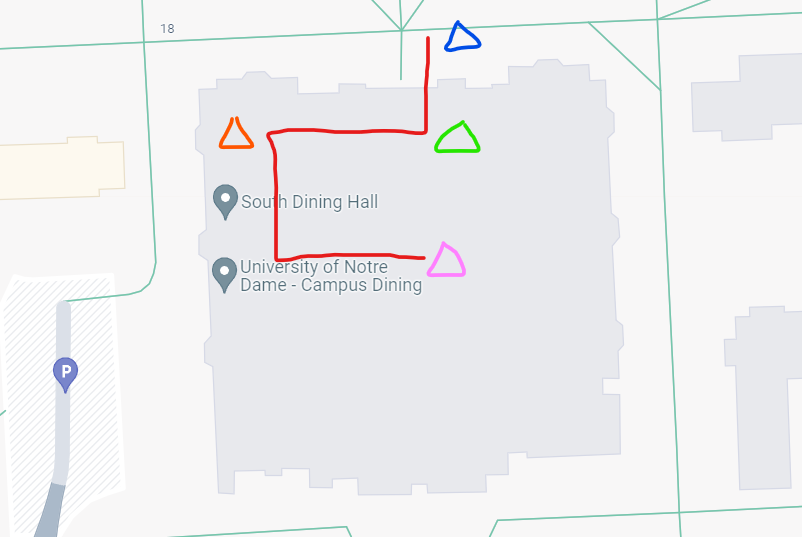 18
South Dining Hall
University of Notre
Dame - Campus Dining
P